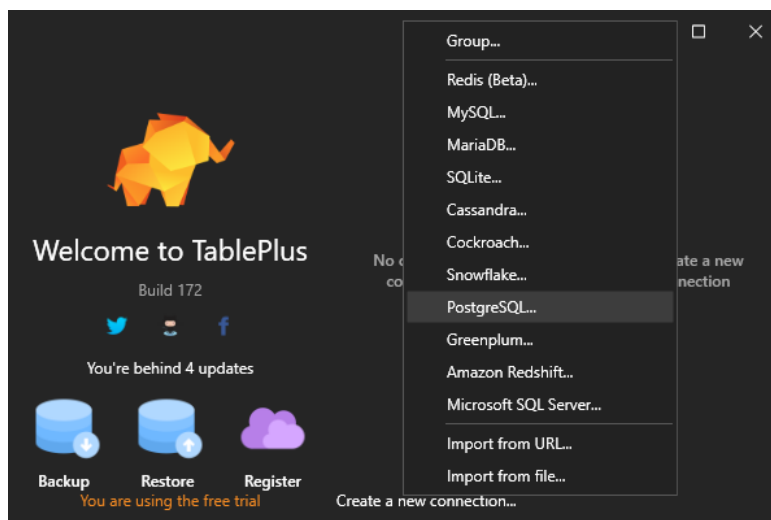 Welcome to TablePlus
Build 172
You're behind 4 updates
Backup
Restore
Register
You are using the free trial
Group...
Redis (Beta)...
MySQL...
MariaDB...
SQLite...
Cassandra...
Cockroach...
Snowflake...
PostgreSQL...
Greenplum...
Amazon Redshift...
Microsoft SQL Server...
Import from URL...
Import from file...
No
a new
Create a new connection...